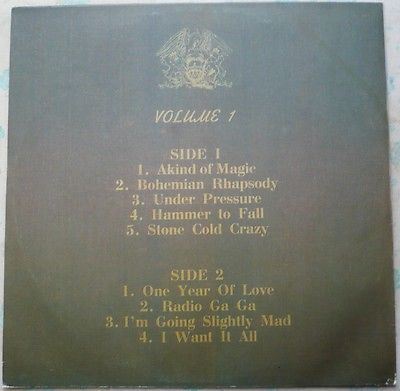 VOLUME 1
SIDE 1
1. Akind of Magic
2. Bohemian Rhapsody
3. Under Pressure
4. Hammer to Fall
5. Stone Cold Crazy
SIDE 2
1. One Year Of Love
2. Radio Ga Ga
3. I'm Going Slightly Mad
4. I Want It All